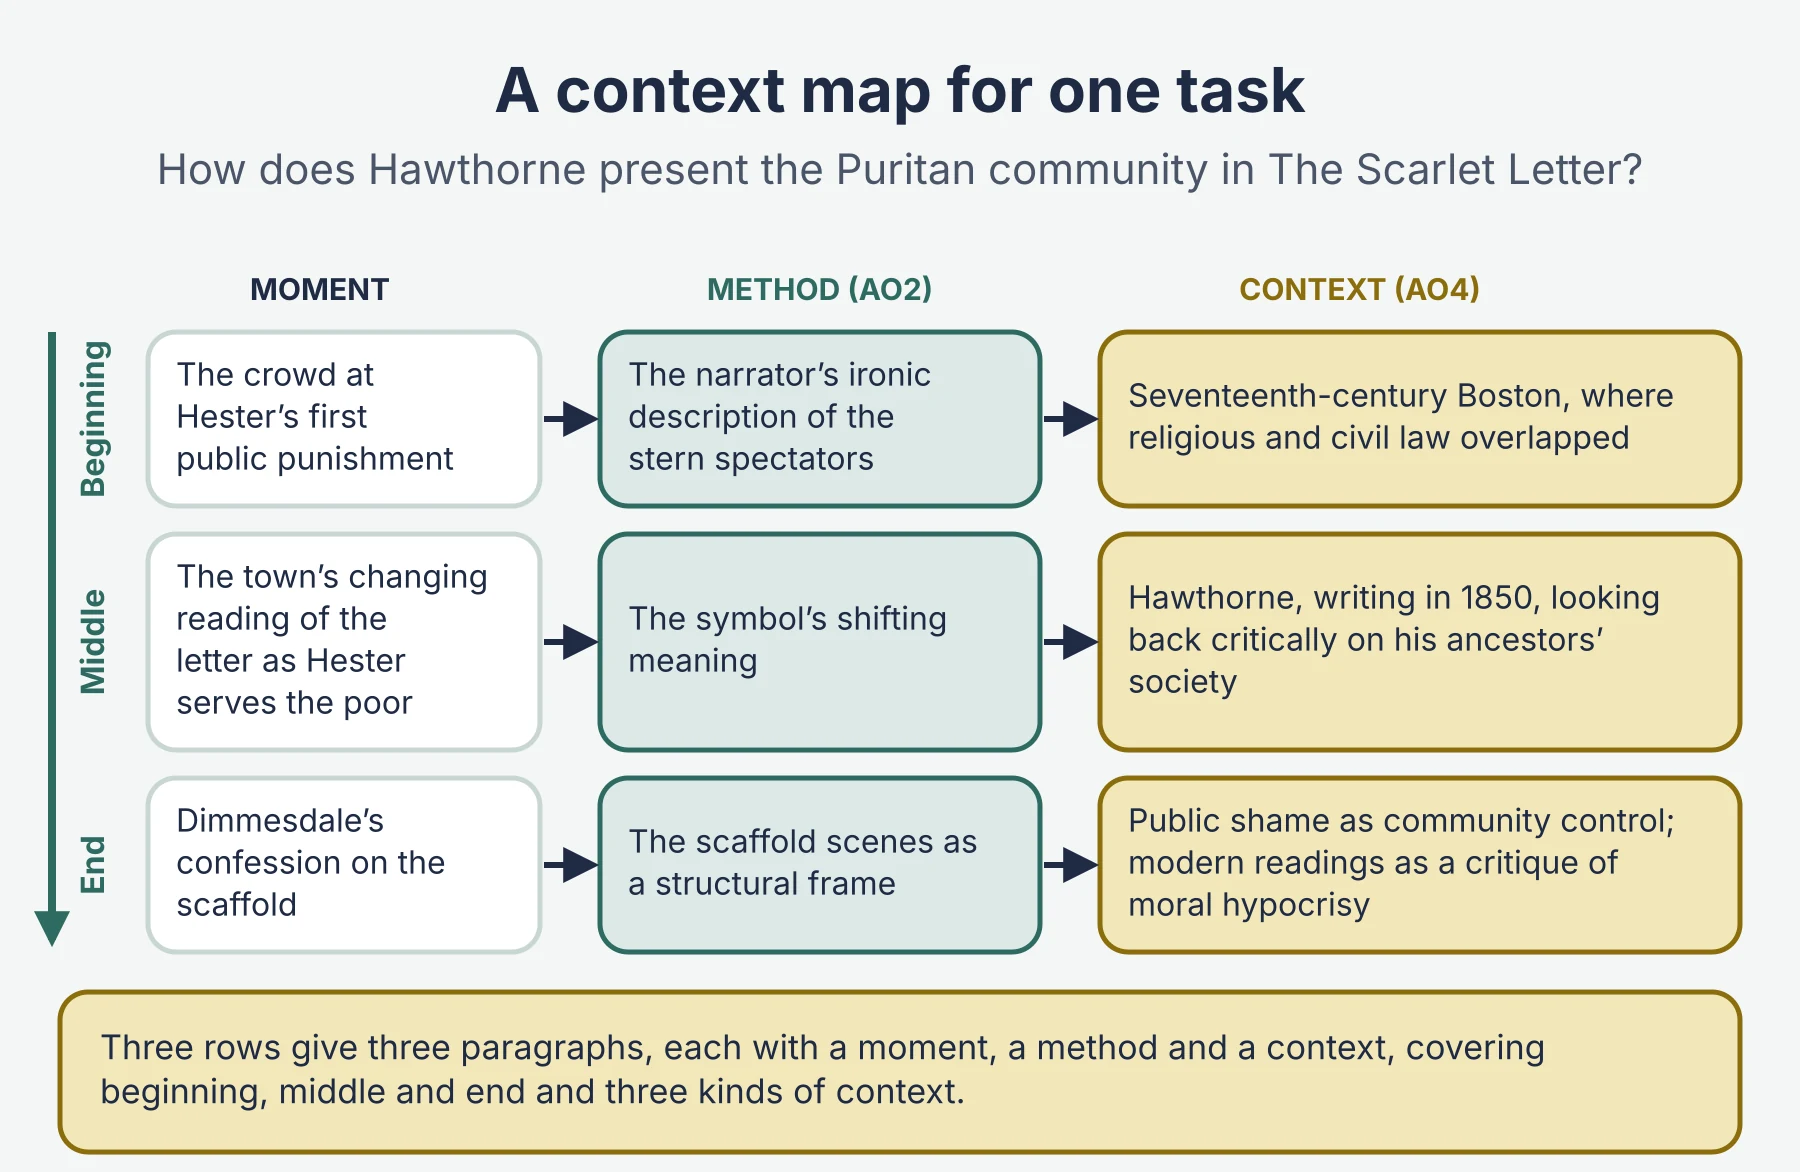 A context map for one task
How does Hawthorne present the Puritan community in The Scarlet Letter?
MOMENT
METHOD (AO2)
CONTEXT (AO4)
Beginning
The crowd at
Hester’s first
public punishment
The narrator’s ironic
description of the
stern spectators
Seventeenth-century Boston, where
religious and civil law overlapped
Middle
The town’s changing
reading of the
letter as Hester
serves the poor
The symbol’s shifting
meaning
Hawthorne, writing in 1850, looking
back critically on his ancestors’
society
End
Dimmesdale’s
confession on the
scaffold
The scaffold scenes as
a structural frame
Public shame as community control;
modern readings as a critique of
moral hypocrisy
Three rows give three paragraphs, each with a moment, a method and a context, covering
beginning, middle and end and three kinds of context.